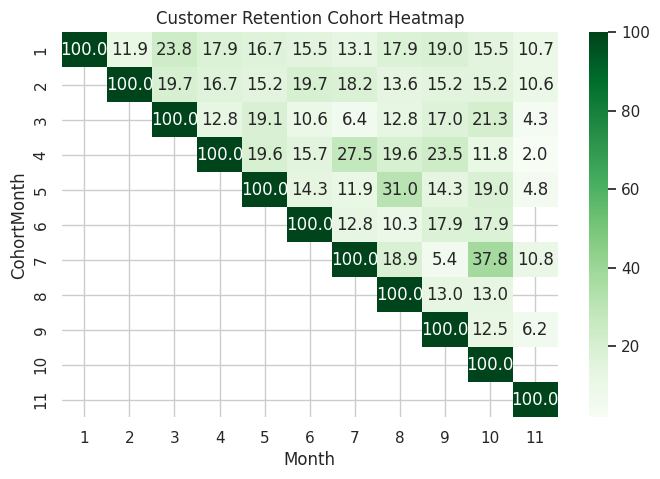 Customer Retention Cohort Heatmap
1 100.0 11.9 23.8 17.9 16.7 15.5 13.1 17.9 19.0 15.5 10.7
2 100.0 19.7 16.7 15.2 19.7 18.2 13.6 15.2 15.2 10.6
3 100.0 12.8 19.1 10.6 6.4 12.8 17.0 21.3 4.3
4 100.0 19.6 15.7 27.5 19.6 23.5 11.8 2.0
5 100.0 14.3 11.9 31.0 14.3 19.0 4.8
6 100.0 12.8 10.3 17.9 17.9
7 100.0 18.9 5.4 37.8 10.8
8 100.0 13.0 13.0
9 100.0 12.5 6.2
10 100.0
11 100.0
1 2 3 4 5 6 7 8 9 10 11
Month
CohortMonth
100
80
60
40
20